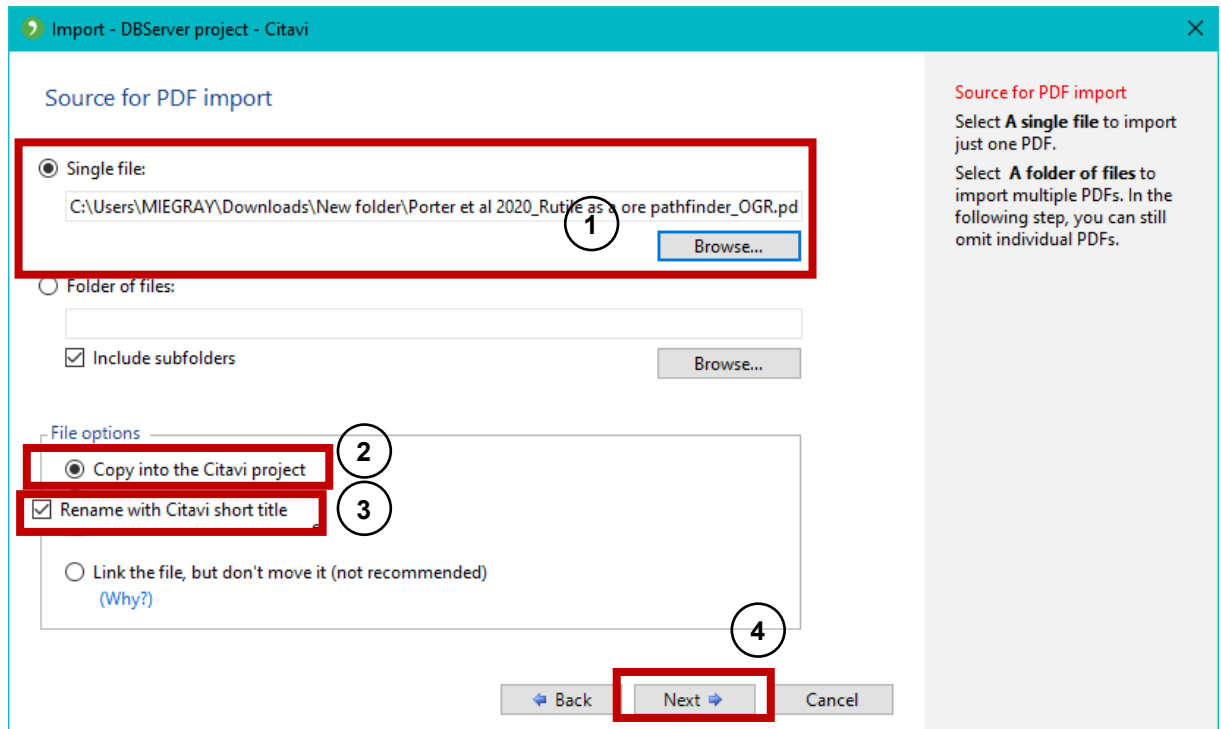 Import - DBServer project - Citavi
Source for PDF import
Single file:
C:\Users\MIEGRAY\Downloads\New folder\Porter et al 2020_Rutile as a ore pathfinder_OGR.pd
1
Browse...
Folder of files:
Include subfolders
Browse...
File options
2
Copy into the Citavi project
Rename with Citavi short title
3
Link the file, but don't move it (not recommended)
(Why?)
4
Back
Next
Cancel
Source for PDF import
Select A single file to import
just one PDF.
Select A folder of files to
import multiple PDFs. In the
following step, you can still
omit individual PDFs.